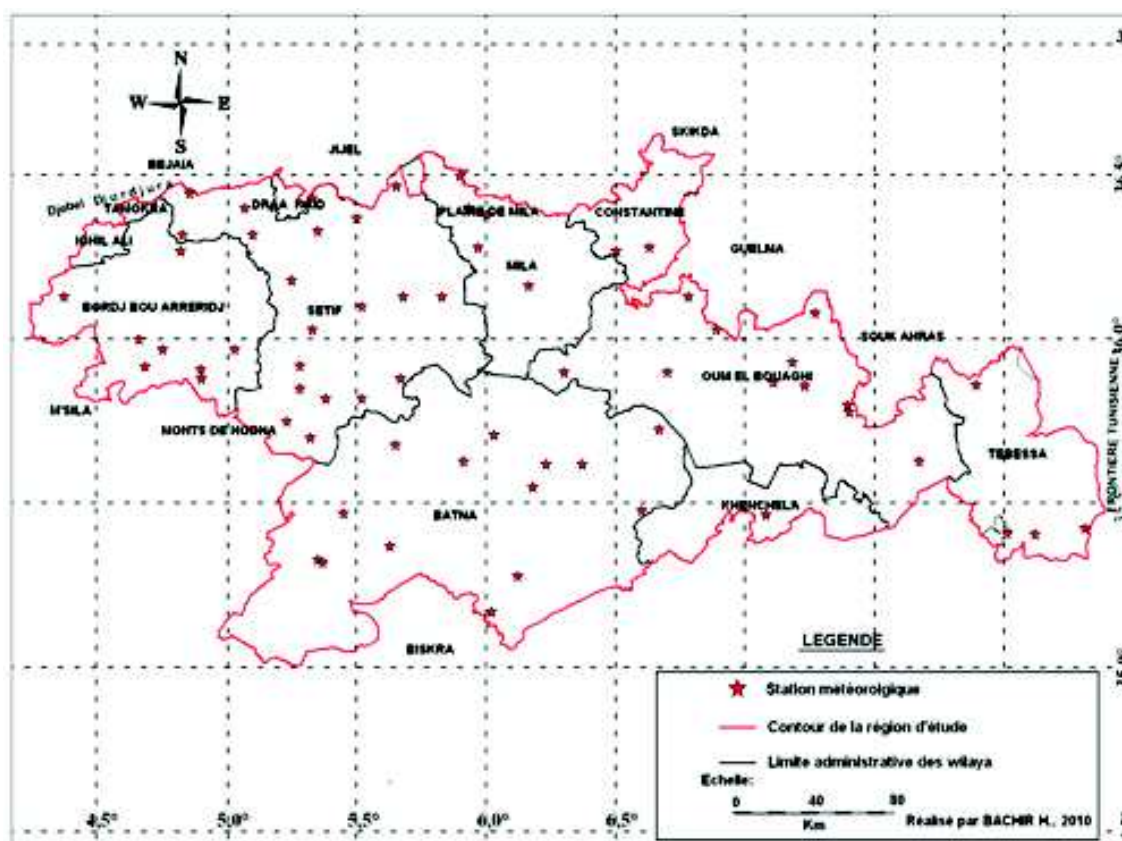 N
W E
S
SKIKDA
JIJEL
BEJAIA
Djebel Djurdjura
TAMOKRA
DRAA
PLAINE DE MILA
CONSTANTINE
IGHIL ALI
GUELMA
MILA
BORDJ BOU ARRERIDJ
SETIF
SOUK AHRAS
OUM EL BOUAGHI
M'SILA
MONTS DE HODNA
TEBESSA
FRONTIERE TUNISIENNE
BATNA
KHENCHELA
BISKRA
LEGENDE
Station météorolgique
Contour de la région d'étude
Limite administrative des wilaya
Echelle:
0 40 80
Km
Réalisé par BACHIR H., 2010
4,5° 5,0° 5,5° 6,0° 6,5°